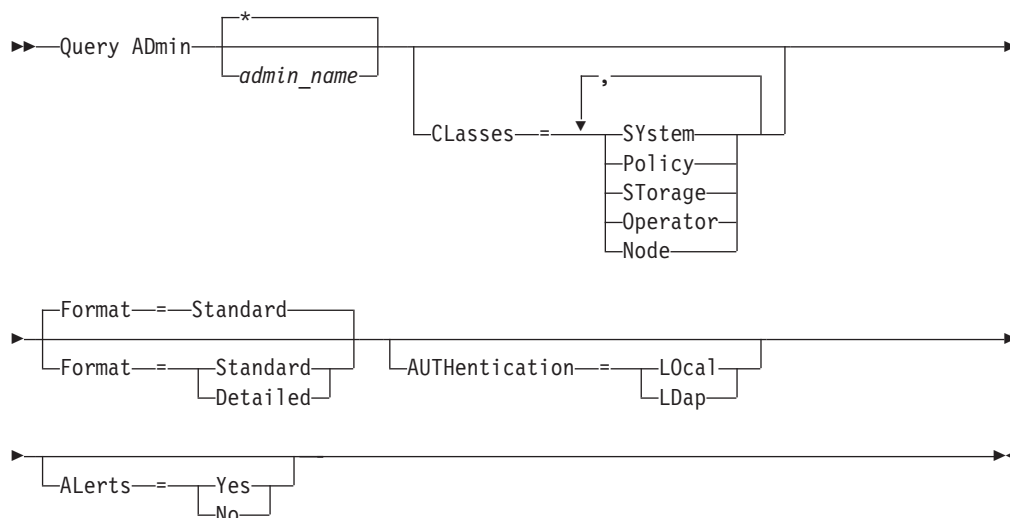 *
Query ADmin
admin_name
,
CLasses = SYstem
Policy
STorage
Operator
Node
Format = Standard
Format = Standard
Detailed
AUTHentication = LOcal
LDap
ALerts = Yes
No